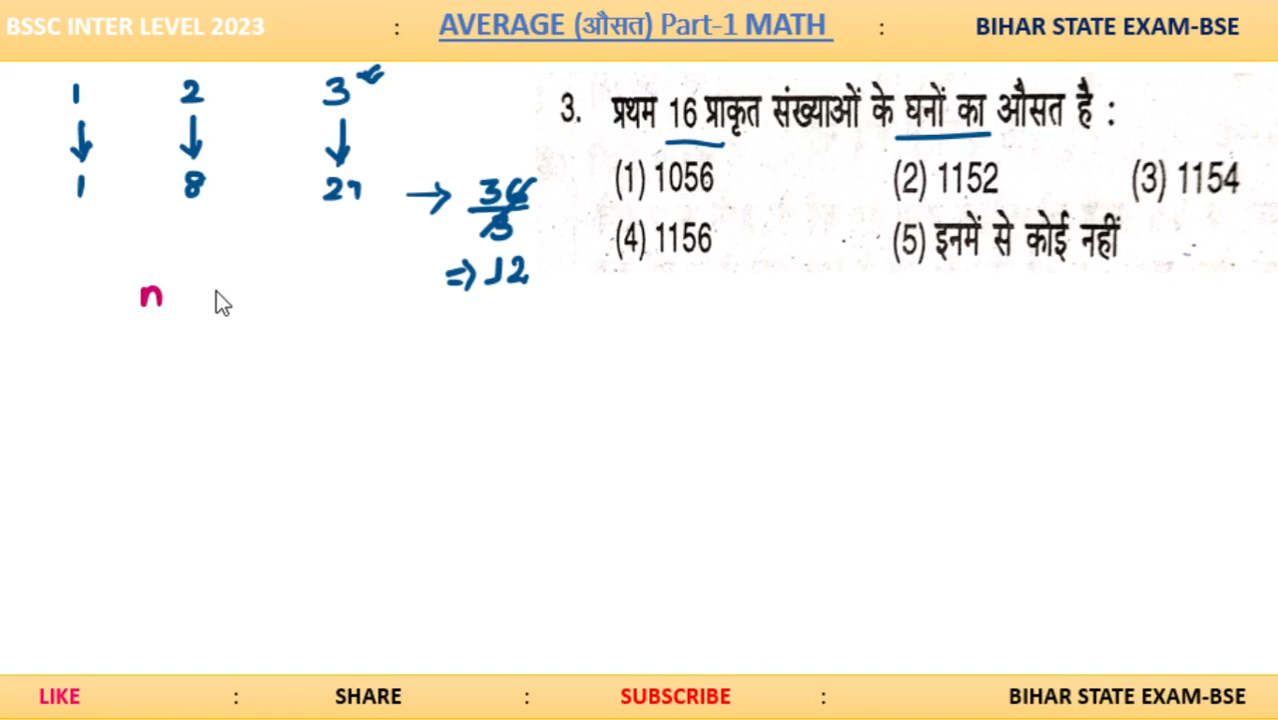 BSSC INTER LEVEL 2023 : AVERAGE (औसत) Part-1 MATH : BIHAR STATE EXAM-BSE
1 2 3
1 8 27 → 36/3
⇒ 12
n
3. प्रथम 16 प्राकृत संख्याओं के घनों का औसत है :
(1) 1056 (2) 1152 (3) 1154
(4) 1156 (5) इनमें से कोई नहीं
LIKE : SHARE : SUBSCRIBE : BIHAR STATE EXAM-BSE